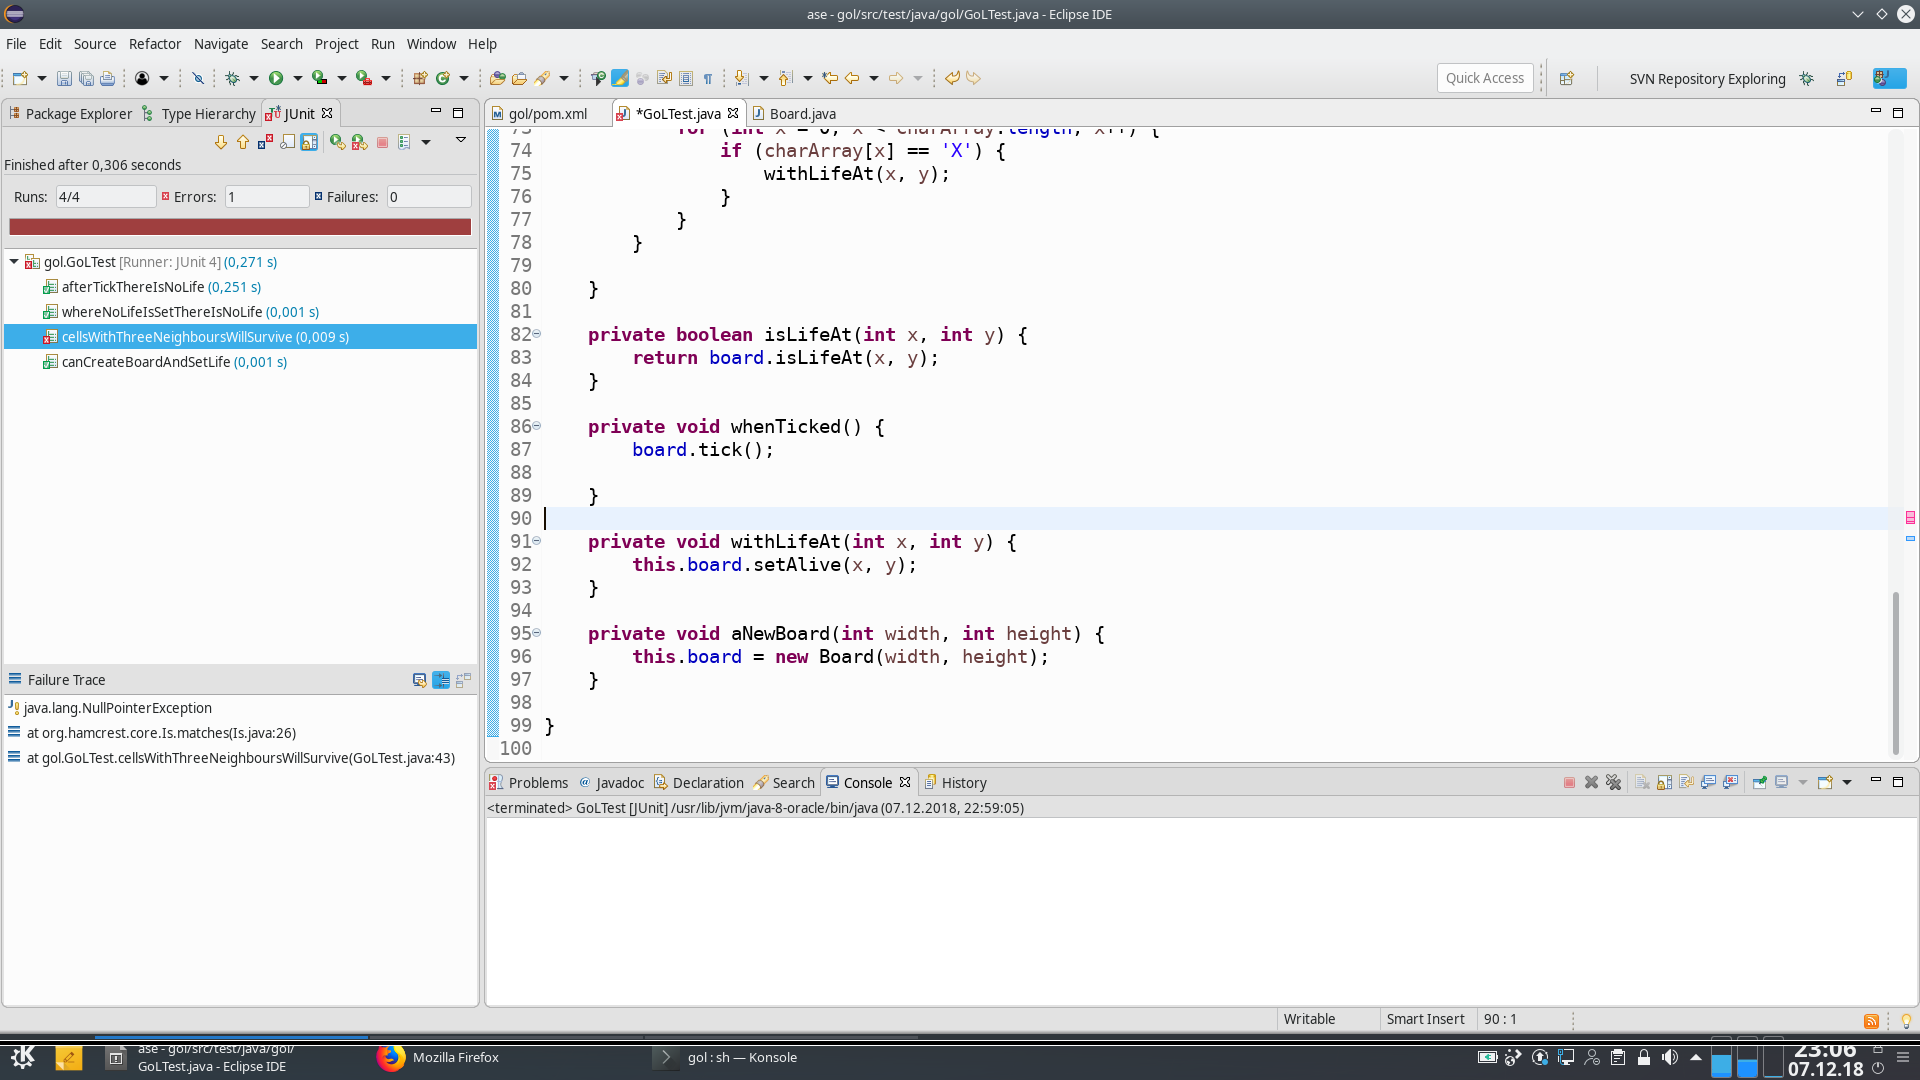 ase - gol/src/test/java/gol/GoLTest.java - Eclipse IDE
File Edit Source Refactor Navigate Search Project Run Window Help
Quick Access
SVN Repository Exploring
Package Explorer Type Hierarchy JUnit
gol/pom.xml *GoLTest.java Board.java
Finished after 0,306 seconds
Runs: 4/4 Errors: 1 Failures: 0
gol.GoLTest [Runner: JUnit 4] (0,271 s)
afterTickThereIsNoLife (0,251 s)
whereNoLifeIsSetThereIsNoLife (0,001 s)
cellsWithThreeNeighboursWillSurvive (0,009 s)
canCreateBoardAndSetLife (0,001 s)
Failure Trace
java.lang.NullPointerException
at org.hamcrest.core.Is.matches(Is.java:26)
at gol.GoLTest.cellsWithThreeNeighboursWillSurvive(GoLTest.java:43)
73 for (int x = 0; x < charArray.length; x++) {
74 if (charArray[x] == 'X') {
75 withLifeAt(x, y);
76 }
77 }
78 }
79
80 }
81
82 private boolean isLifeAt(int x, int y) {
83 return board.isLifeAt(x, y);
84 }
85
86 private void whenTicked() {
87 board.tick();
88
89 }
90
91 private void withLifeAt(int x, int y) {
92 this.board.setAlive(x, y);
93 }
94
95 private void aNewBoard(int width, int height) {
96 this.board = new Board(width, height);
97 }
98
99 }
100
Problems Javadoc Declaration Search Console History
<terminated> GoLTest [JUnit] /usr/lib/jvm/java-8-oracle/bin/java (07.12.2018, 22:59:05)
Writable Smart Insert 90 : 1
ase - gol/src/test/java/gol/
GoLTest.java - Eclipse IDE
Mozilla Firefox
gol : sh — Konsole
23:06
07.12.18